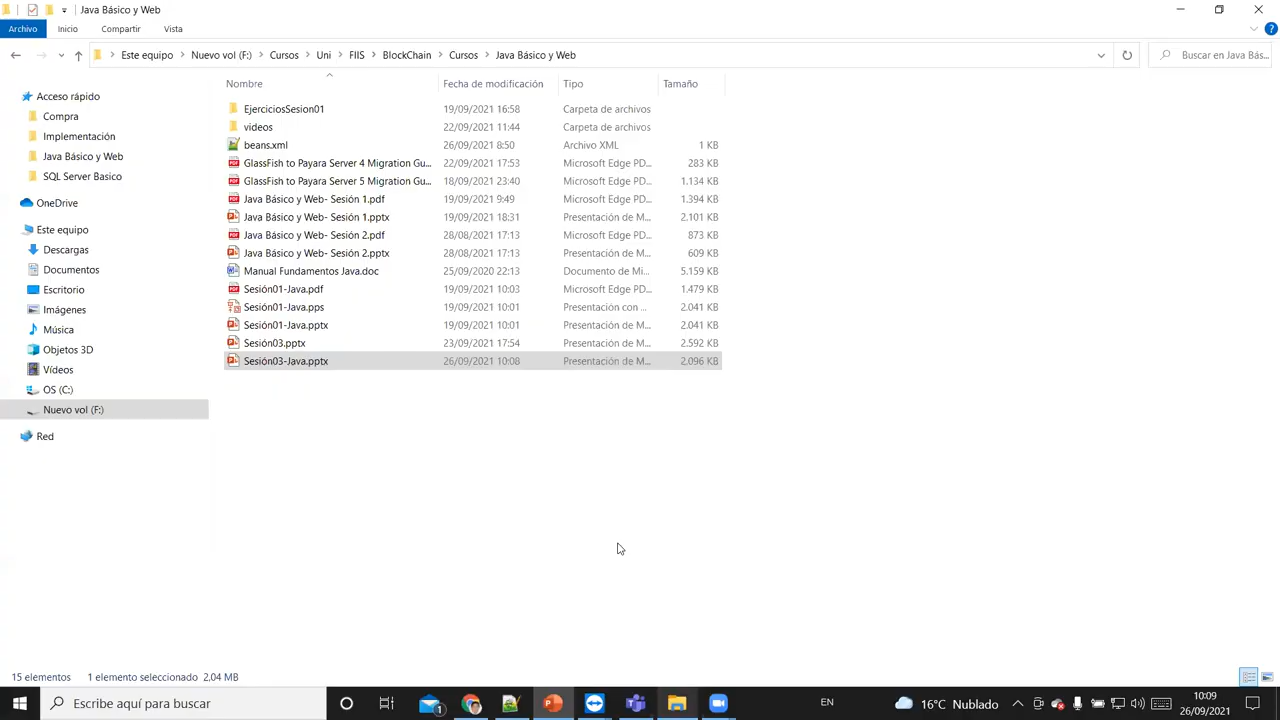 Java Básico y Web
Archivo Inicio Compartir Vista
Este equipo Nuevo vol (F:) Cursos Uni FIIS BlockChain Cursos Java Básico y Web Buscar en Java Bás...
Nombre Fecha de modificación Tipo Tamaño
Acceso rápido
Compra
Implementación
Java Básico y Web
SQL Server Basico
OneDrive
Este equipo
Descargas
Documentos
Escritorio
Imágenes
Música
Objetos 3D
Vídeos
OS (C:)
Nuevo vol (F:)
Red
EjerciciosSesion01 19/09/2021 16:58 Carpeta de archivos
videos 22/09/2021 11:44 Carpeta de archivos
beans.xml 26/09/2021 8:50 Archivo XML 1 KB
GlassFish to Payara Server 4 Migration Gu... 22/09/2021 17:53 Microsoft Edge PD... 283 KB
GlassFish to Payara Server 5 Migration Gu... 18/09/2021 23:40 Microsoft Edge PD... 1.134 KB
Java Básico y Web- Sesión 1.pdf 19/09/2021 9:49 Microsoft Edge PD... 1.394 KB
Java Básico y Web- Sesión 1.pptx 19/09/2021 18:31 Presentación de M... 2.101 KB
Java Básico y Web- Sesión 2.pdf 28/08/2021 17:13 Microsoft Edge PD... 873 KB
Java Básico y Web- Sesión 2.pptx 28/08/2021 17:13 Presentación de M... 609 KB
Manual Fundamentos Java.doc 25/09/2020 22:13 Documento de Mi... 5.159 KB
Sesión01-Java.pdf 19/09/2021 10:03 Microsoft Edge PD... 1.479 KB
Sesión01-Java.pps 19/09/2021 10:01 Presentación con ... 2.041 KB
Sesión01-Java.pptx 19/09/2021 10:01 Presentación de M... 2.041 KB
Sesión03.pptx 23/09/2021 17:54 Presentación de M... 2.592 KB
Sesión03-Java.pptx 26/09/2021 10:08 Presentación de M... 2.096 KB
15 elementos 1 elemento seleccionado 2,04 MB
Escribe aquí para buscar
1
EN
16°C Nublado
10:09
26/09/2021